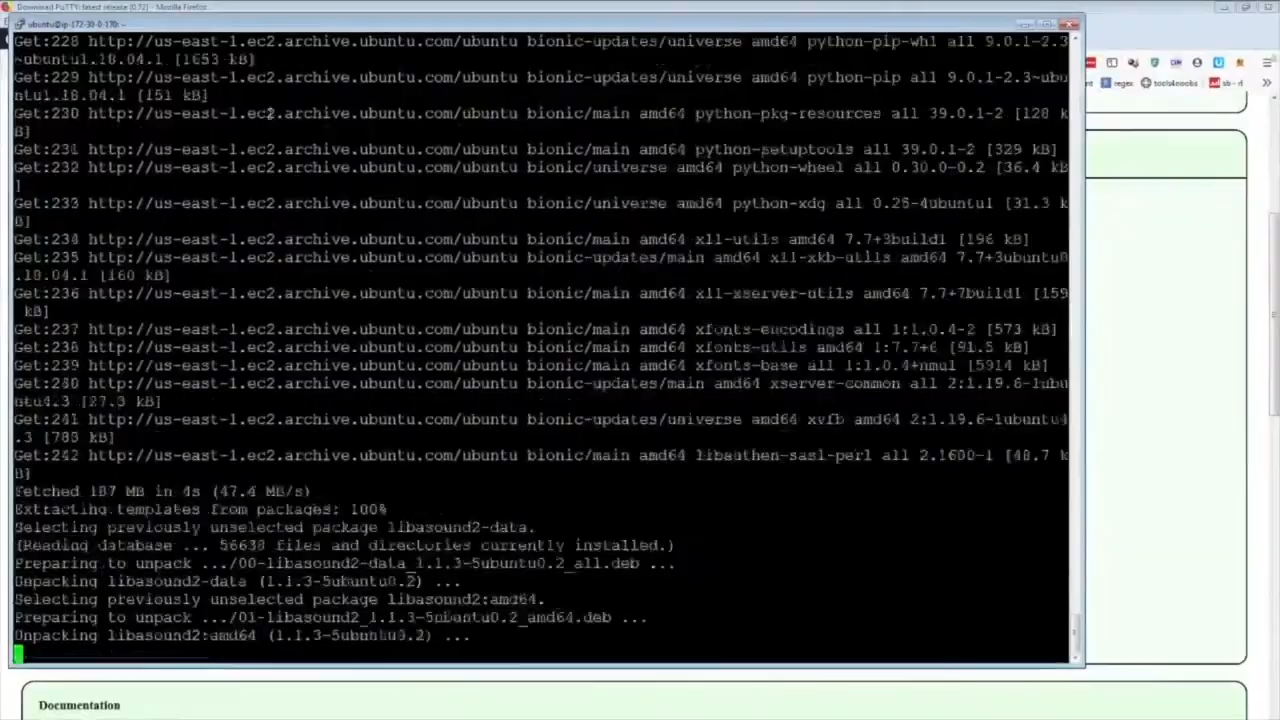 Download PuTTY: latest release (0.72) - Mozilla Firefox
ubuntu@ip-172-30-0-170: ~
Get:228 http://us-east-1.ec2.archive.ubuntu.com/ubuntu bionic-updates/universe amd64 python-pip-whl all 9.0.1-2.3
~ubuntu1.18.04.1 [1653 kB]
Get:229 http://us-east-1.ec2.archive.ubuntu.com/ubuntu bionic-updates/universe amd64 python-pip all 9.0.1-2.3~ubu
ntu1.18.04.1 [151 kB]
Get:230 http://us-east-1.ec2.archive.ubuntu.com/ubuntu bionic/main amd64 python-pkg-resources all 39.0.1-2 [128 k
B]
Get:231 http://us-east-1.ec2.archive.ubuntu.com/ubuntu bionic/main amd64 python-setuptools all 39.0.1-2 [329 kB]
Get:232 http://us-east-1.ec2.archive.ubuntu.com/ubuntu bionic/universe amd64 python-wheel all 0.30.0-0.2 [36.4 kB
]
Get:233 http://us-east-1.ec2.archive.ubuntu.com/ubuntu bionic/universe amd64 python-xdg all 0.25-4ubuntu1 [31.3 k
B]
Get:234 http://us-east-1.ec2.archive.ubuntu.com/ubuntu bionic/main amd64 x11-utils amd64 7.7+3build1 [196 kB]
Get:235 http://us-east-1.ec2.archive.ubuntu.com/ubuntu bionic-updates/main amd64 x11-xkb-utils amd64 7.7+3ubuntu0
.18.04.1 [160 kB]
Get:236 http://us-east-1.ec2.archive.ubuntu.com/ubuntu bionic/main amd64 x11-xserver-utils amd64 7.7+7build1 [159
kB]
Get:237 http://us-east-1.ec2.archive.ubuntu.com/ubuntu bionic/main amd64 xfonts-encodings all 1:1.0.4-2 [573 kB]
Get:238 http://us-east-1.ec2.archive.ubuntu.com/ubuntu bionic/main amd64 xfonts-utils amd64 1:7.7+6 [91.5 kB]
Get:239 http://us-east-1.ec2.archive.ubuntu.com/ubuntu bionic/main amd64 xfonts-base all 1:1.0.4+nmu1 [5914 kB]
Get:240 http://us-east-1.ec2.archive.ubuntu.com/ubuntu bionic-updates/main amd64 xserver-common all 2:1.19.6-1ubu
ntu4.3 [27.3 kB]
Get:241 http://us-east-1.ec2.archive.ubuntu.com/ubuntu bionic-updates/universe amd64 xvfb amd64 2:1.19.6-1ubuntu4
.3 [785 kB]
Get:242 http://us-east-1.ec2.archive.ubuntu.com/ubuntu bionic/main amd64 libauthen-sasl-perl all 2.1600-1 [48.7 k
B]
Fetched 187 MB in 4s (47.4 MB/s)
Extracting templates from packages: 100%
Selecting previously unselected package libasound2-data.
(Reading database ... 56638 files and directories currently installed.)
Preparing to unpack .../00-libasound2-data_1.1.3-5ubuntu0.2_all.deb ...
Unpacking libasound2-data (1.1.3-5ubuntu0.2) ...
Selecting previously unselected package libasound2:amd64.
Preparing to unpack .../01-libasound2_1.1.3-5ubuntu0.2_amd64.deb ...
Unpacking libasound2:amd64 (1.1.3-5ubuntu0.2) ...
regex tools4noobs
Documentation